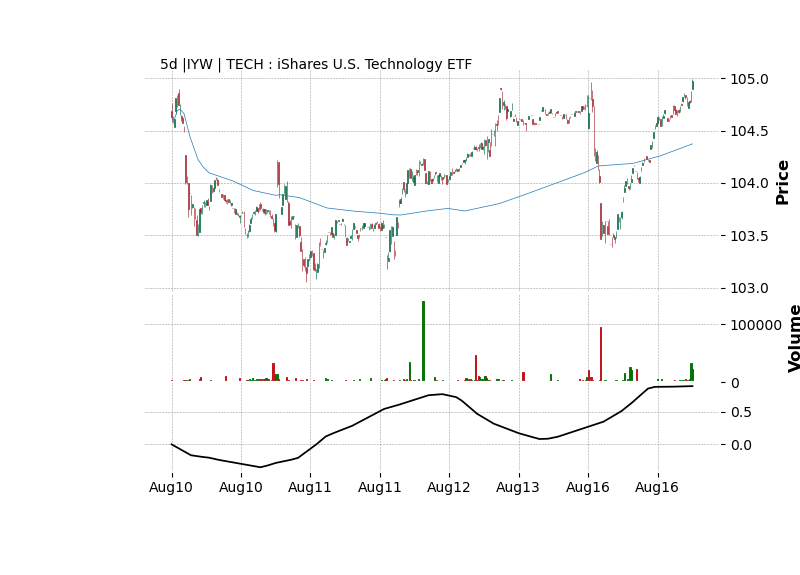 5d |IYW | TECH : iShares U.S. Technology ETF
105.0
104.5
104.0
103.5
103.0
Price
100000
0
Volume
0.5
0.0
Aug10 Aug10 Aug11 Aug11 Aug12 Aug13 Aug16 Aug16